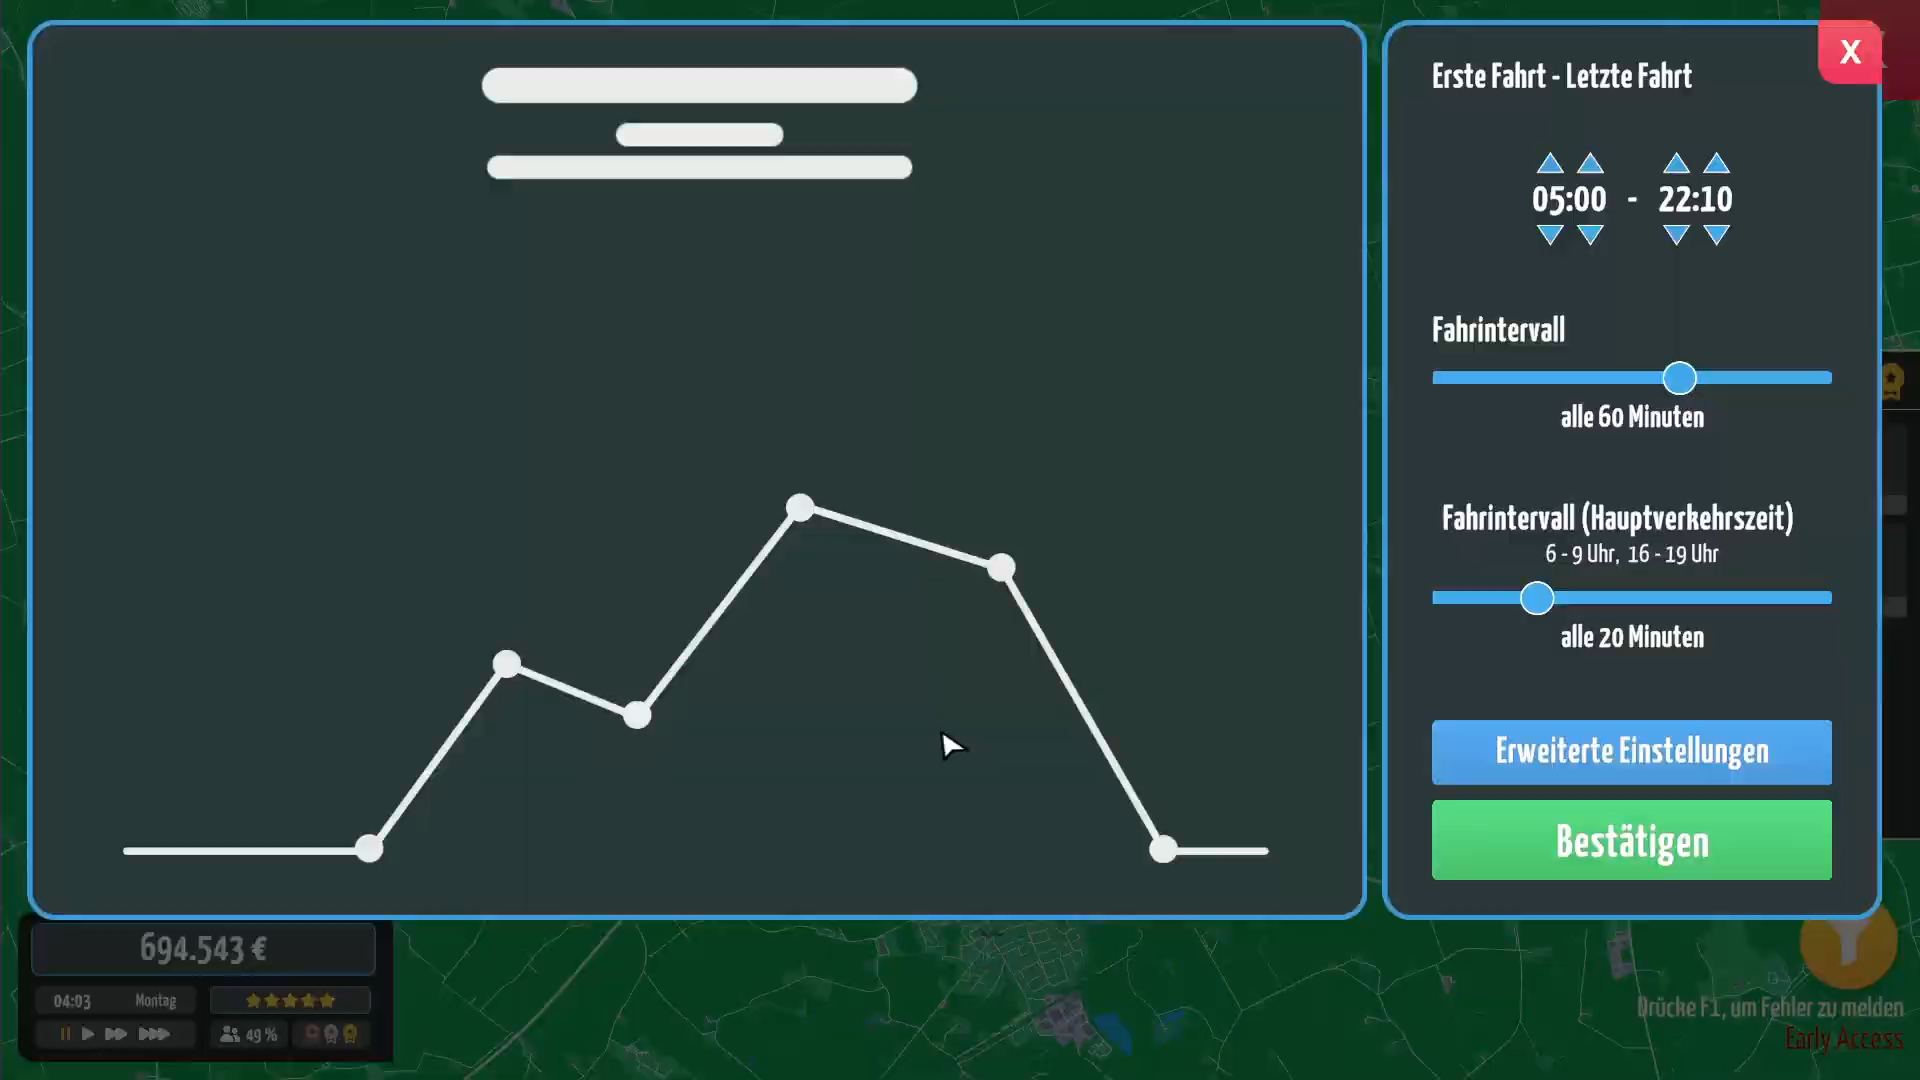 X
Erste Fahrt - Letzte Fahrt
05:00 - 22:10
Fahrintervall
alle 60 Minuten
Fahrintervall (Hauptverkehrszeit)
6 - 9 Uhr, 16 - 19 Uhr
alle 20 Minuten
Erweiterte Einstellungen
Bestätigen
694.543 €
04:03 Montag
49 %
Drücke F1, um Fehler zu melden
Early Access